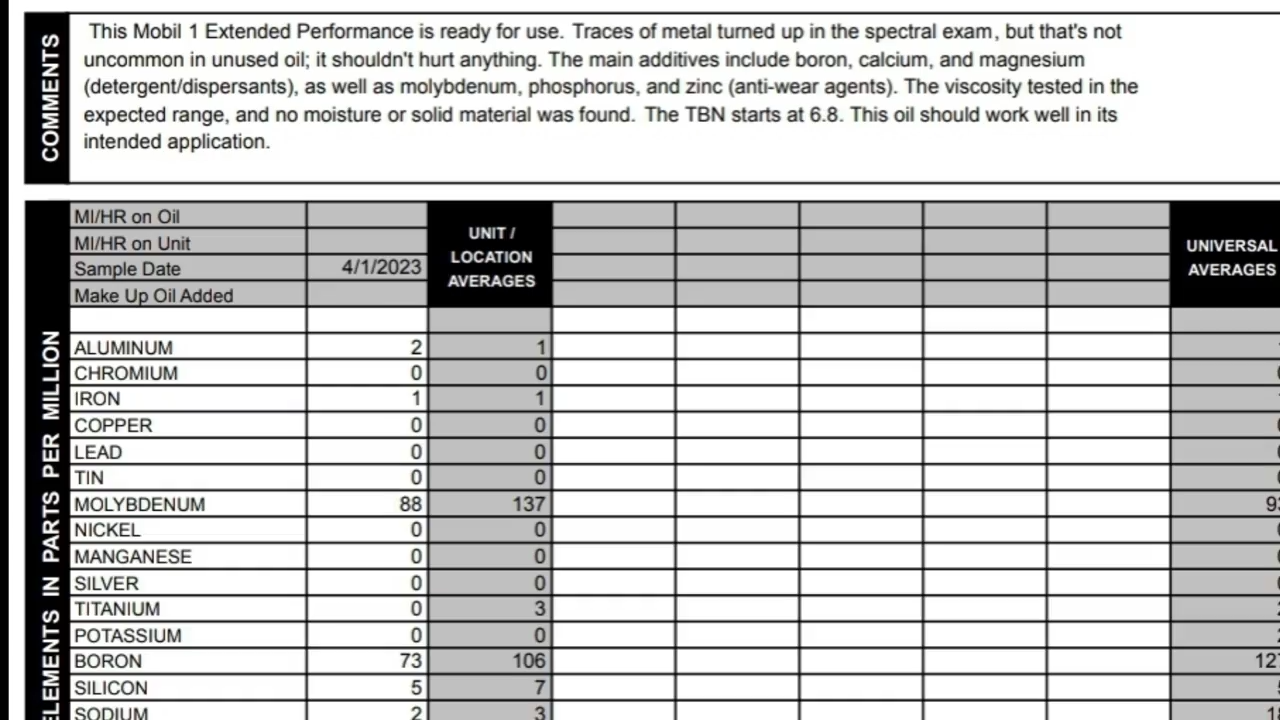 COMMENTS
This Mobil 1 Extended Performance is ready for use. Traces of metal turned up in the spectral exam, but that's not
uncommon in unused oil; it shouldn't hurt anything. The main additives include boron, calcium, and magnesium
(detergent/dispersants), as well as molybdenum, phosphorus, and zinc (anti-wear agents). The viscosity tested in the
expected range, and no moisture or solid material was found. The TBN starts at 6.8. This oil should work well in its
intended application.
MI/HR on Oil
MI/HR on Unit
Sample Date 4/1/2023
Make Up Oil Added
UNIT /
LOCATION
AVERAGES
UNIVERSAL
AVERAGES
ELEMENTS IN PARTS PER MILLION
ALUMINUM 2 1
CHROMIUM 0 0
IRON 1 1
COPPER 0 0
LEAD 0 0
TIN 0 0
MOLYBDENUM 88 137
NICKEL 0 0
MANGANESE 0 0
SILVER 0 0
TITANIUM 0 3
POTASSIUM 0 0
BORON 73 106 127
SILICON 5 7
SODIUM 2 3